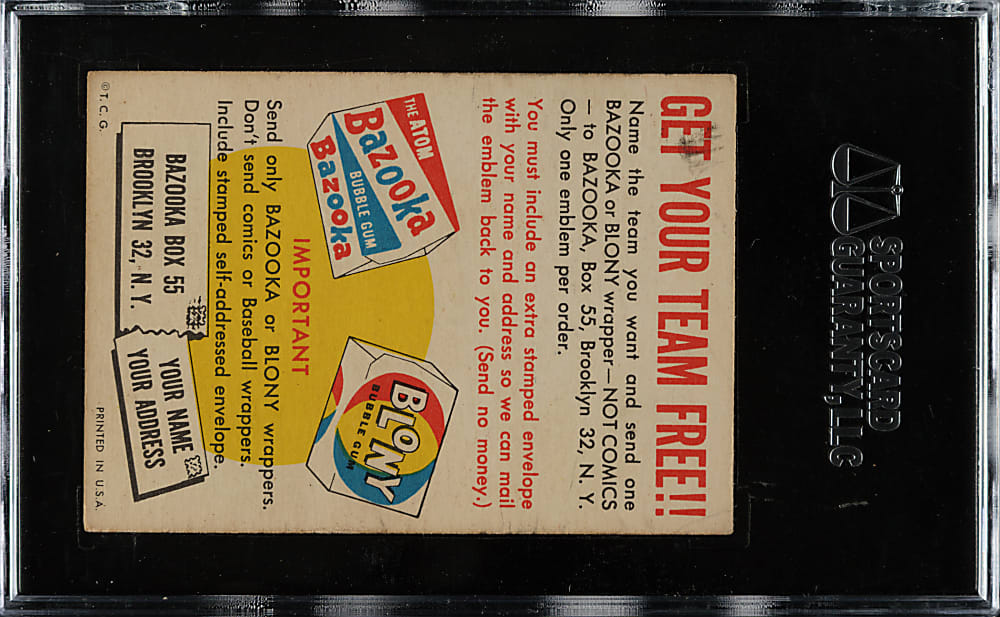 GET YOUR TEAM FREE!!
Name the team you want and send one
BAZOOKA or BLONY wrapper—NOT COMICS
— to BAZOOKA, Box 55, Brooklyn 32, N. Y.
Only one emblem per order.
You must include an extra stamped envelope
with your name and address so we can mail
the emblem back to you. (Send no money.)
THE ATOM
Bazooka
BUBBLE GUM
Bazooka
BLONY
BUBBLE GUM
IMPORTANT
Send only BAZOOKA or BLONY wrappers.
Don't send comics or Baseball wrappers.
Include stamped self-addressed envelope.
BAZOOKA BOX 55
BROOKLYN 32, N. Y.
YOUR NAME
YOUR ADDRESS
© T. C. G.
PRINTED IN U.S.A.
SPORTSCARD
GUARANTY, LLC